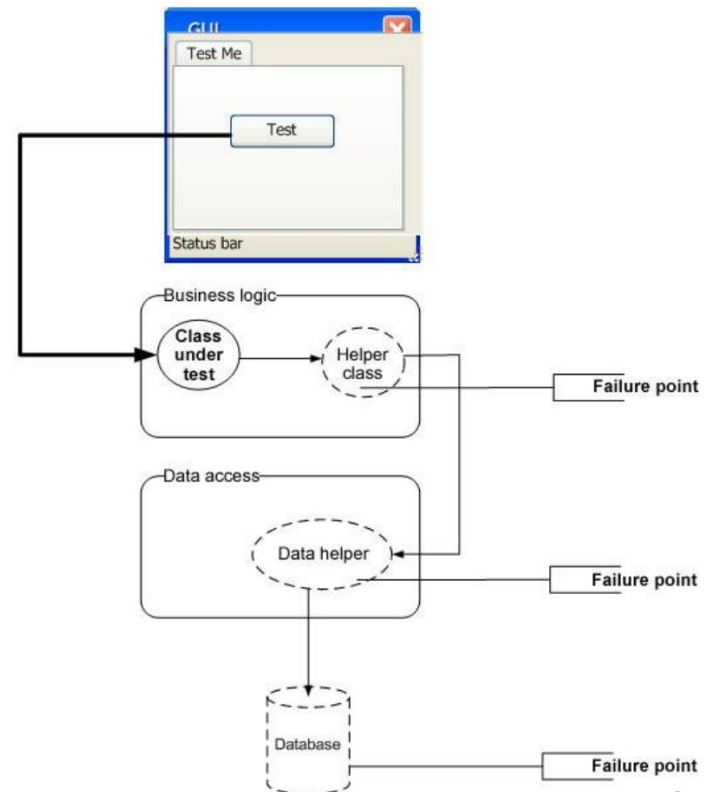 GUI
Test Me
Test
Status bar
Business logic
Class
under
test
Helper
class
Failure point
Data access
Data helper
Failure point
Database
Failure point